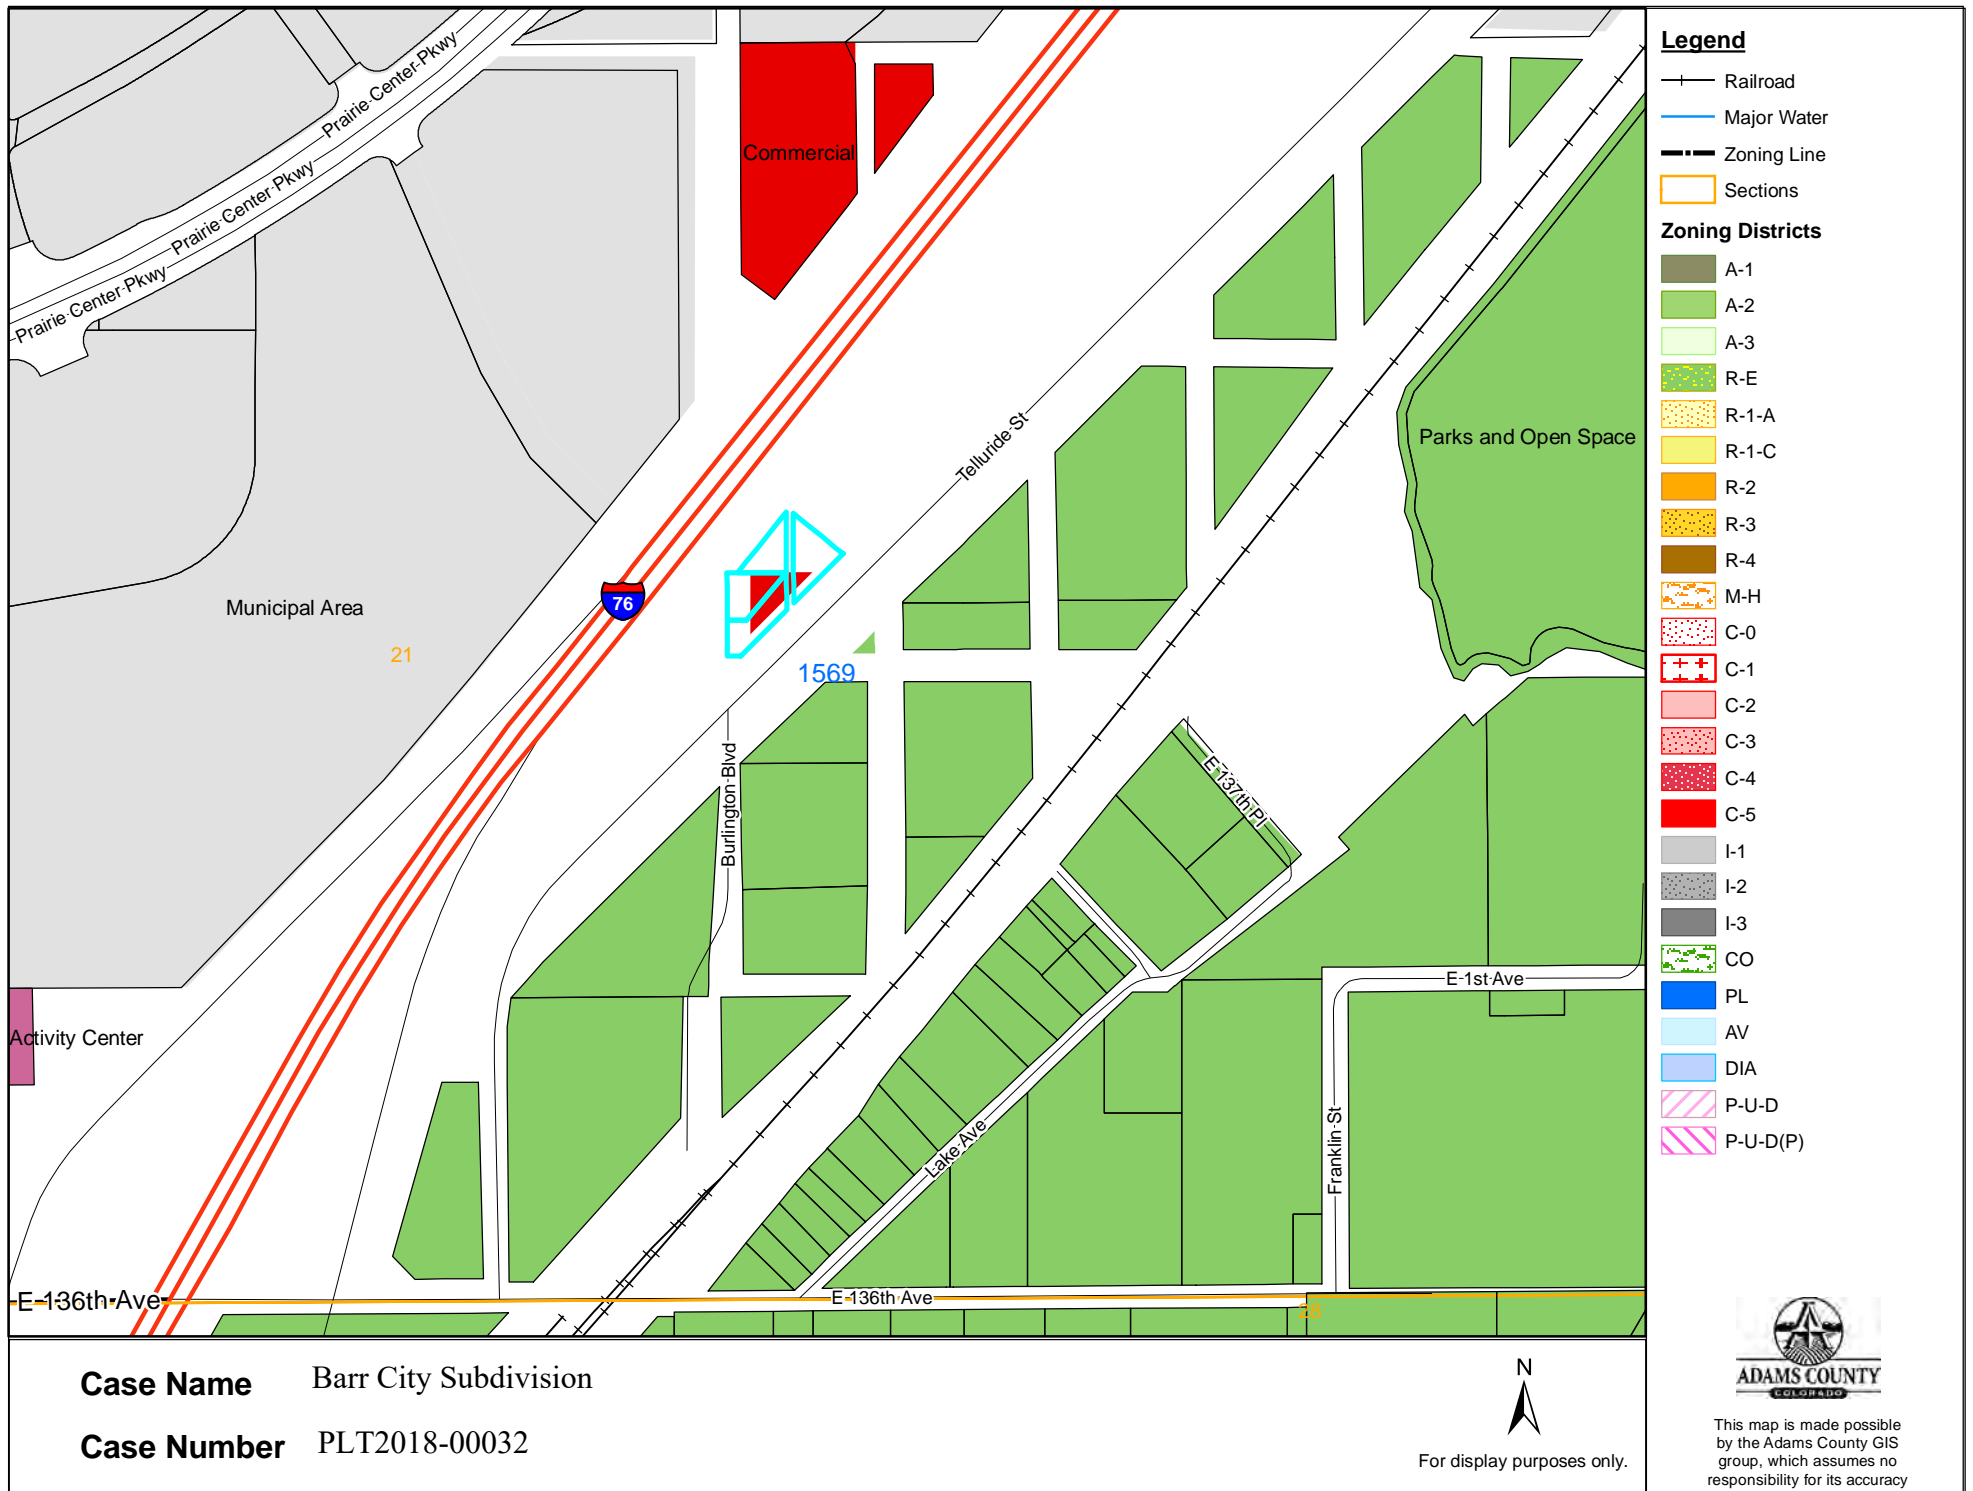 Prairie-Center-Pkwy
Prairie-Center-Pkwy
Prairie-Center-Pkwy
Commercial
Parks and Open Space
Telluride-St
76
Municipal Area
21
1569
Burlington-Blvd
E-137th-Pl
E-1st-Ave
Activity Center
Lake-Ave
Franklin-St
E-136th-Ave
E-136th-Ave
28
Legend
Railroad
Major Water
Zoning Line
Sections
Zoning Districts
A-1
A-2
A-3
R-E
R-1-A
R-1-C
R-2
R-3
R-4
M-H
C-0
C-1
C-2
C-3
C-4
C-5
I-1
I-2
I-3
CO
PL
AV
DIA
P-U-D
P-U-D(P)
ADAMS COUNTY
COLORADO
This map is made possible
by the Adams County GIS
group, which assumes no
responsibility for its accuracy
Case Name Barr City Subdivision
Case Number PLT2018-00032
N
For display purposes only.